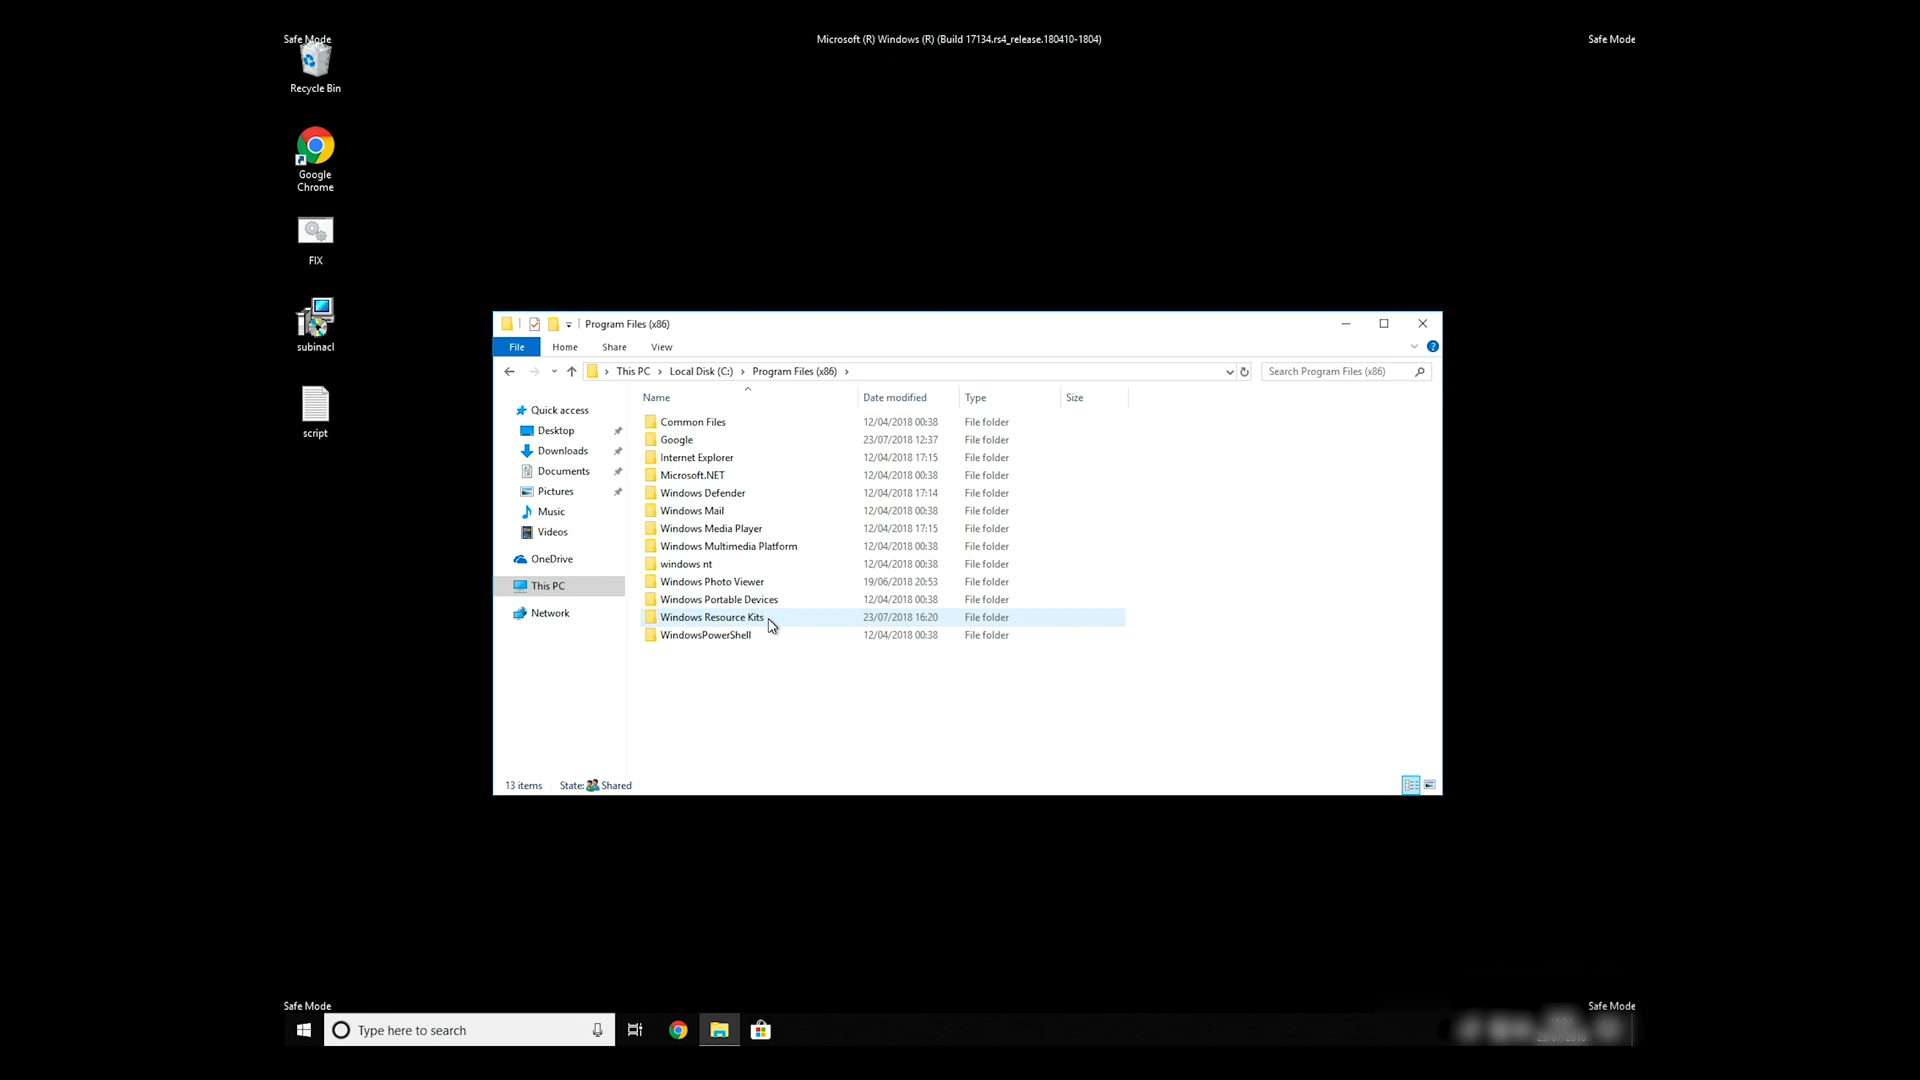 Safe Mode
Microsoft (R) Windows (R) (Build 17134.rs4_release.180410-1804)
Safe Mode
Recycle Bin
Google
Chrome
FIX
subinacl
script
Program Files (x86)
File Home Share View
This PC Local Disk (C:) Program Files (x86)
Search Program Files (x86)
Name Date modified Type Size
Quick access
Desktop
Downloads
Documents
Pictures
Music
Videos
OneDrive
This PC
Network
Common Files 12/04/2018 00:38 File folder
Google 23/07/2018 12:37 File folder
Internet Explorer 12/04/2018 17:15 File folder
Microsoft.NET 12/04/2018 00:38 File folder
Windows Defender 12/04/2018 17:14 File folder
Windows Mail 12/04/2018 00:38 File folder
Windows Media Player 12/04/2018 17:15 File folder
Windows Multimedia Platform 12/04/2018 00:38 File folder
windows nt 12/04/2018 00:38 File folder
Windows Photo Viewer 19/06/2018 20:53 File folder
Windows Portable Devices 12/04/2018 00:38 File folder
Windows Resource Kits 23/07/2018 16:20 File folder
WindowsPowerShell 12/04/2018 00:38 File folder
13 items State: Shared
Safe Mode
Safe Mode
Type here to search